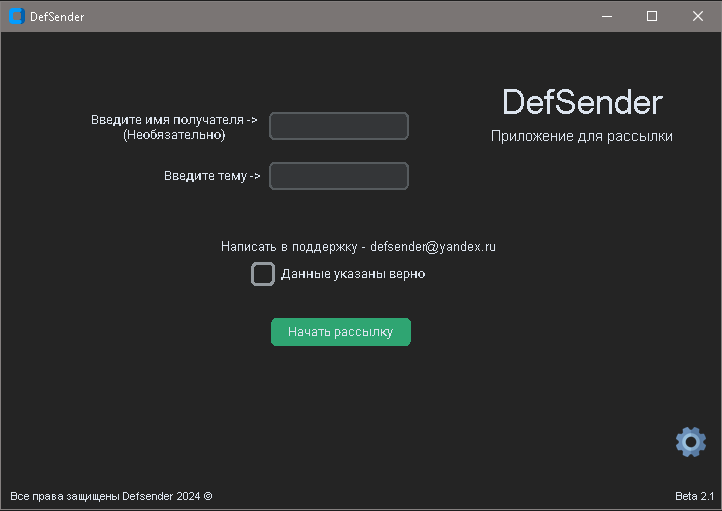 DefSender
DefSender
Приложение для рассылки
Введите имя получателя ->
(Необязательно)
Введите тему ->
Написать в поддержку - defsender@yandex.ru
Данные указаны верно
Начать рассылку
Все права защищены Defsender 2024 ©
Beta 2.1